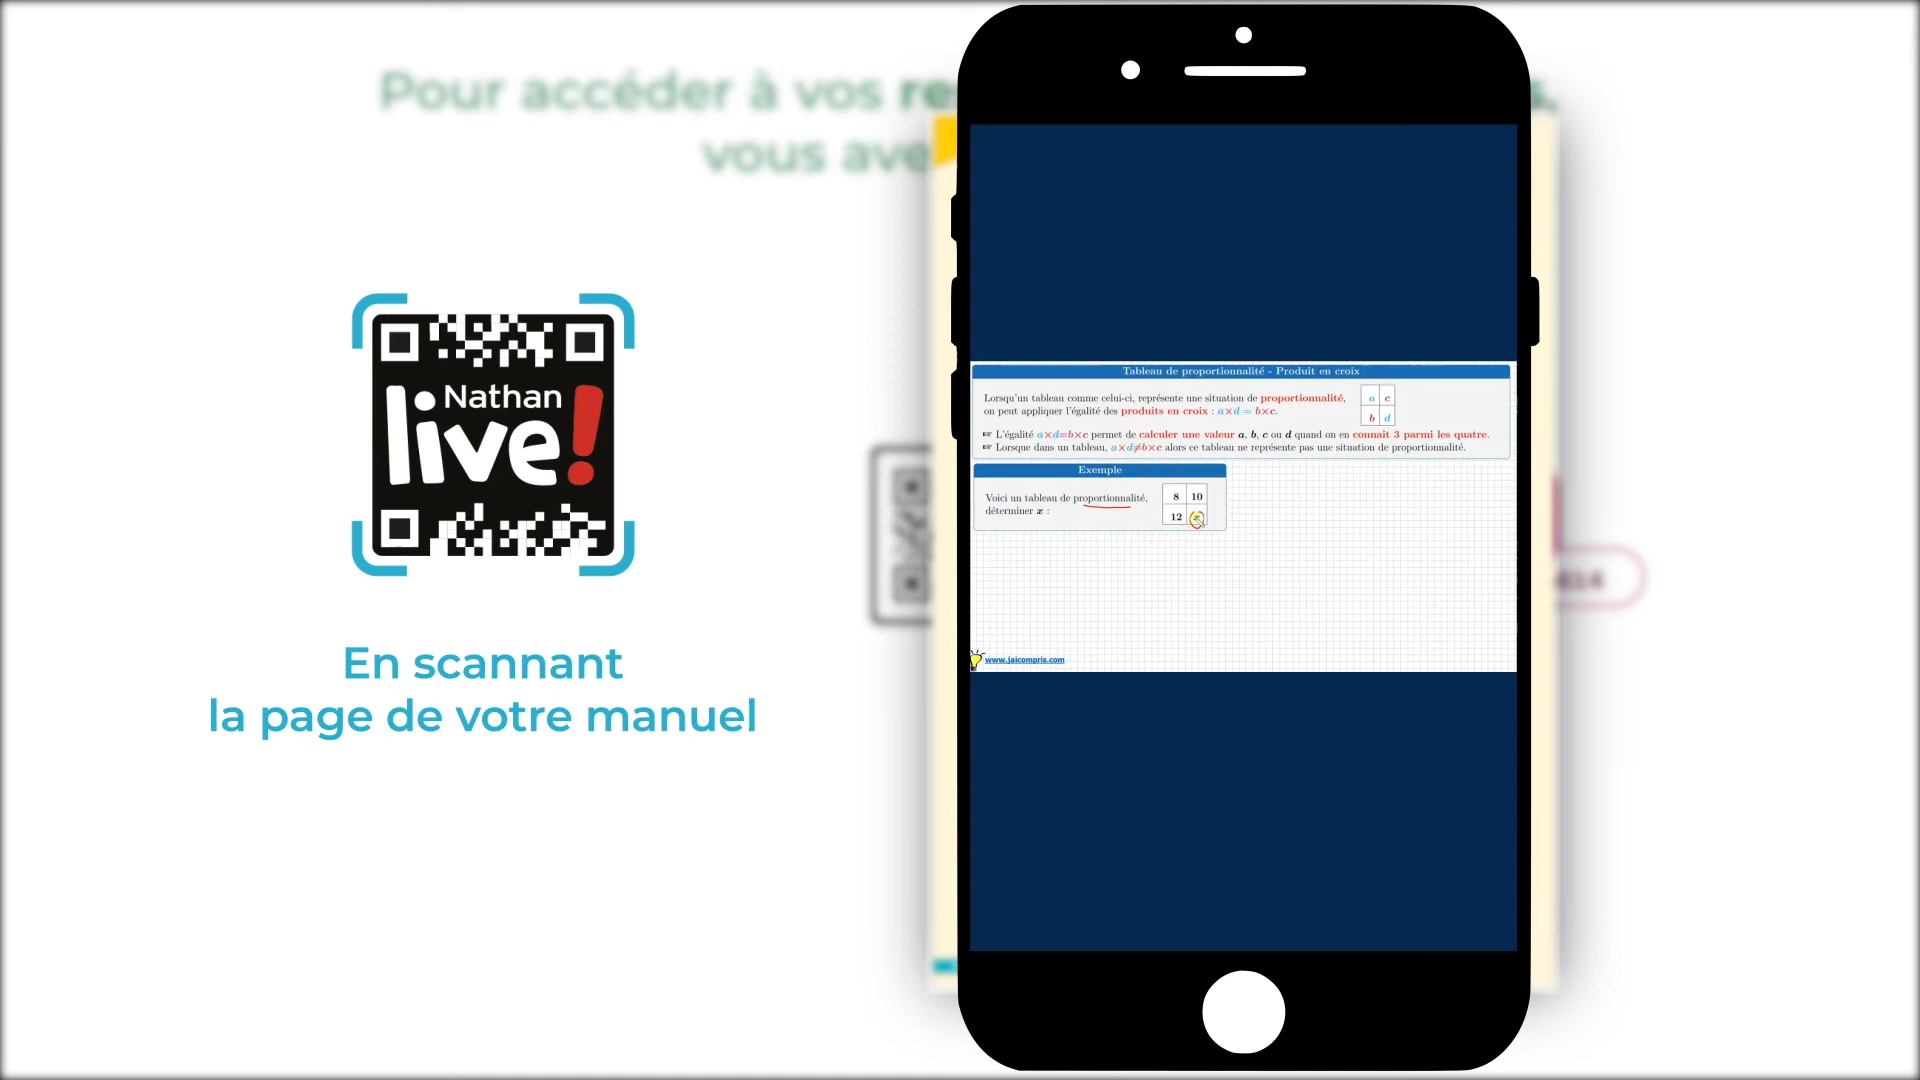 Pour accéder à vos
vous ave
Nathan
live!
En scannant
la page de votre manuel
Tableau de proportionnalité - Produit en croix
Lorsqu'un tableau comme celui-ci, représente une situation de proportionnalité,
on peut appliquer l'égalité des produits en croix : a×d = b×c.
a c
b d
☞ L'égalité a×d=b×c permet de calculer une valeur a, b, c ou d quand on en connait 3 parmi les quatre.
☞ Lorsque dans un tableau, a×d≠b×c alors ce tableau ne représente pas une situation de proportionnalité.
Exemple
Voici un tableau de proportionnalité,
déterminer x :
8 10
12 x
www.jaicompris.com